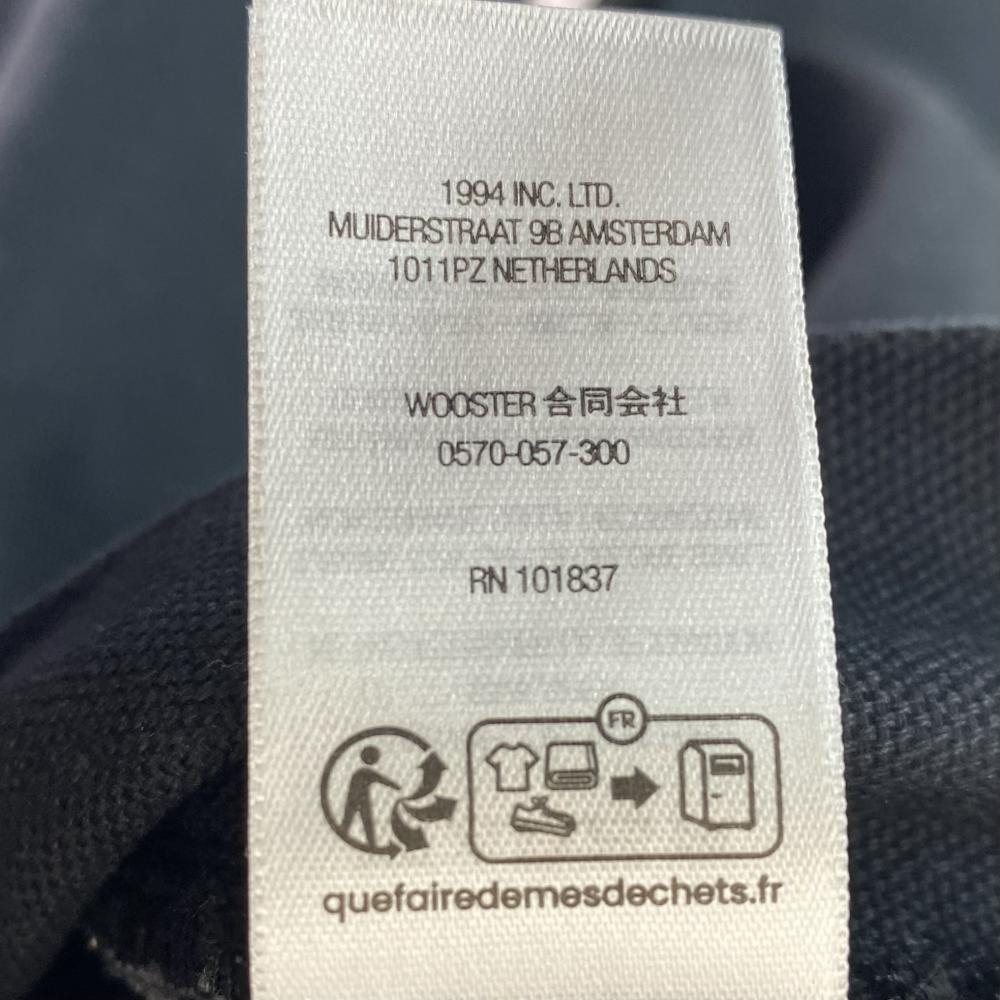 1994 INC. LTD.
MUIDERSTRAAT 9B AMSTERDAM
1011PZ NETHERLANDS
WOOSTER 合同会社
0570-057-300
RN 101837
FR
quefairedemesdechets.fr